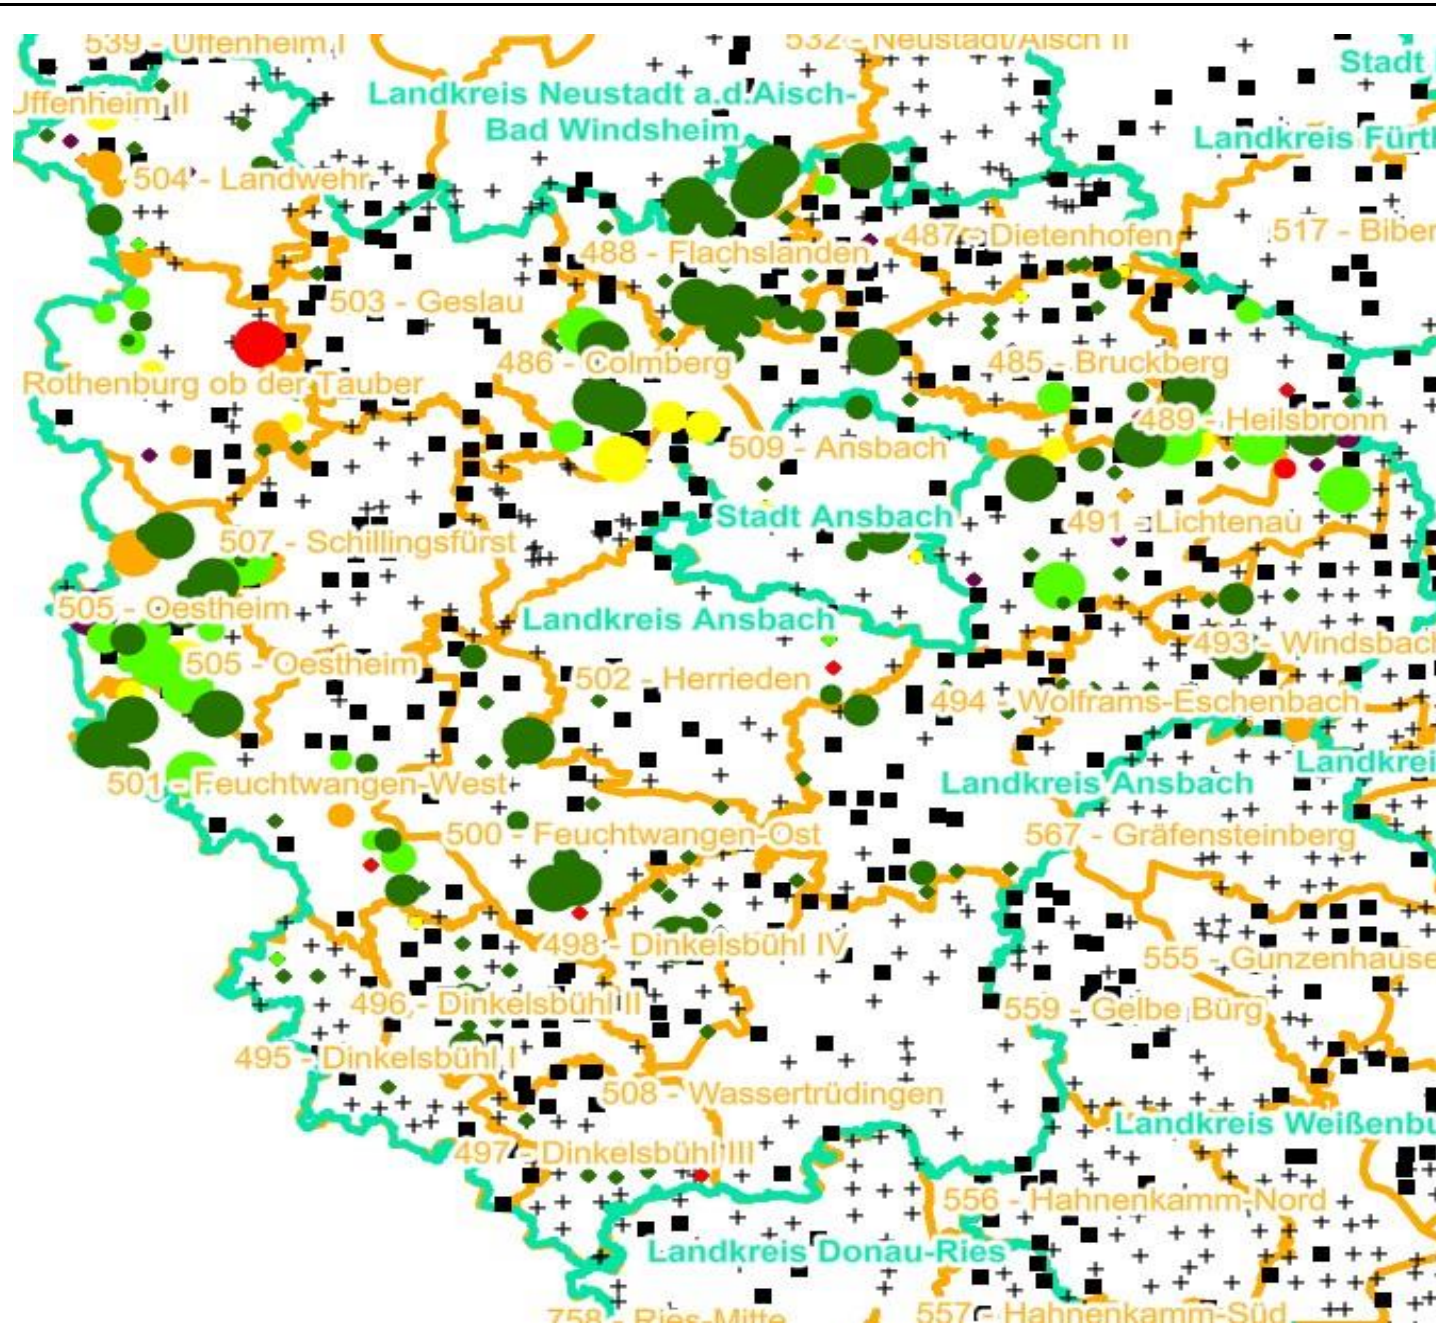 539 - Uffenheim I
532 - Neustadt/Aisch II
Stadt
Landkreis Neustadt a.d.Aisch-
Bad Windsheim
Uffenheim II
Landkreis Fürth
504 - Landwehr
488 - Flachslanden
487 - Dietenhofen
517 - Biber
503 - Geslau
486 - Colmberg
485 - Bruckberg
Rothenburg ob der Tauber
489 - Heilsbronn
509 - Ansbach
Stadt Ansbach
491 - Lichtenau
507 - Schillingsfürst
505 - Oestheim
Landkreis Ansbach
493 - Windsbach
505 - Oestheim
502 - Herrieden
494 - Wolframs-Eschenbach
Landkrei
501 - Feuchtwangen-West
Landkreis Ansbach
500 - Feuchtwangen-Ost
567 - Gräfensteinberg
498 - Dinkelsbühl IV
555 - Gunzenhause
496 - Dinkelsbühl II
559 - Gelbe Bürg
495 - Dinkelsbühl I
508 - Wassertrüdingen
Landkreis Weißenbu
497 - Dinkelsbühl III
556 - Hahnenkamm-Nord
Landkreis Donau-Ries
758 - Ries-Mitte
557 - Hahnenkamm-Süd